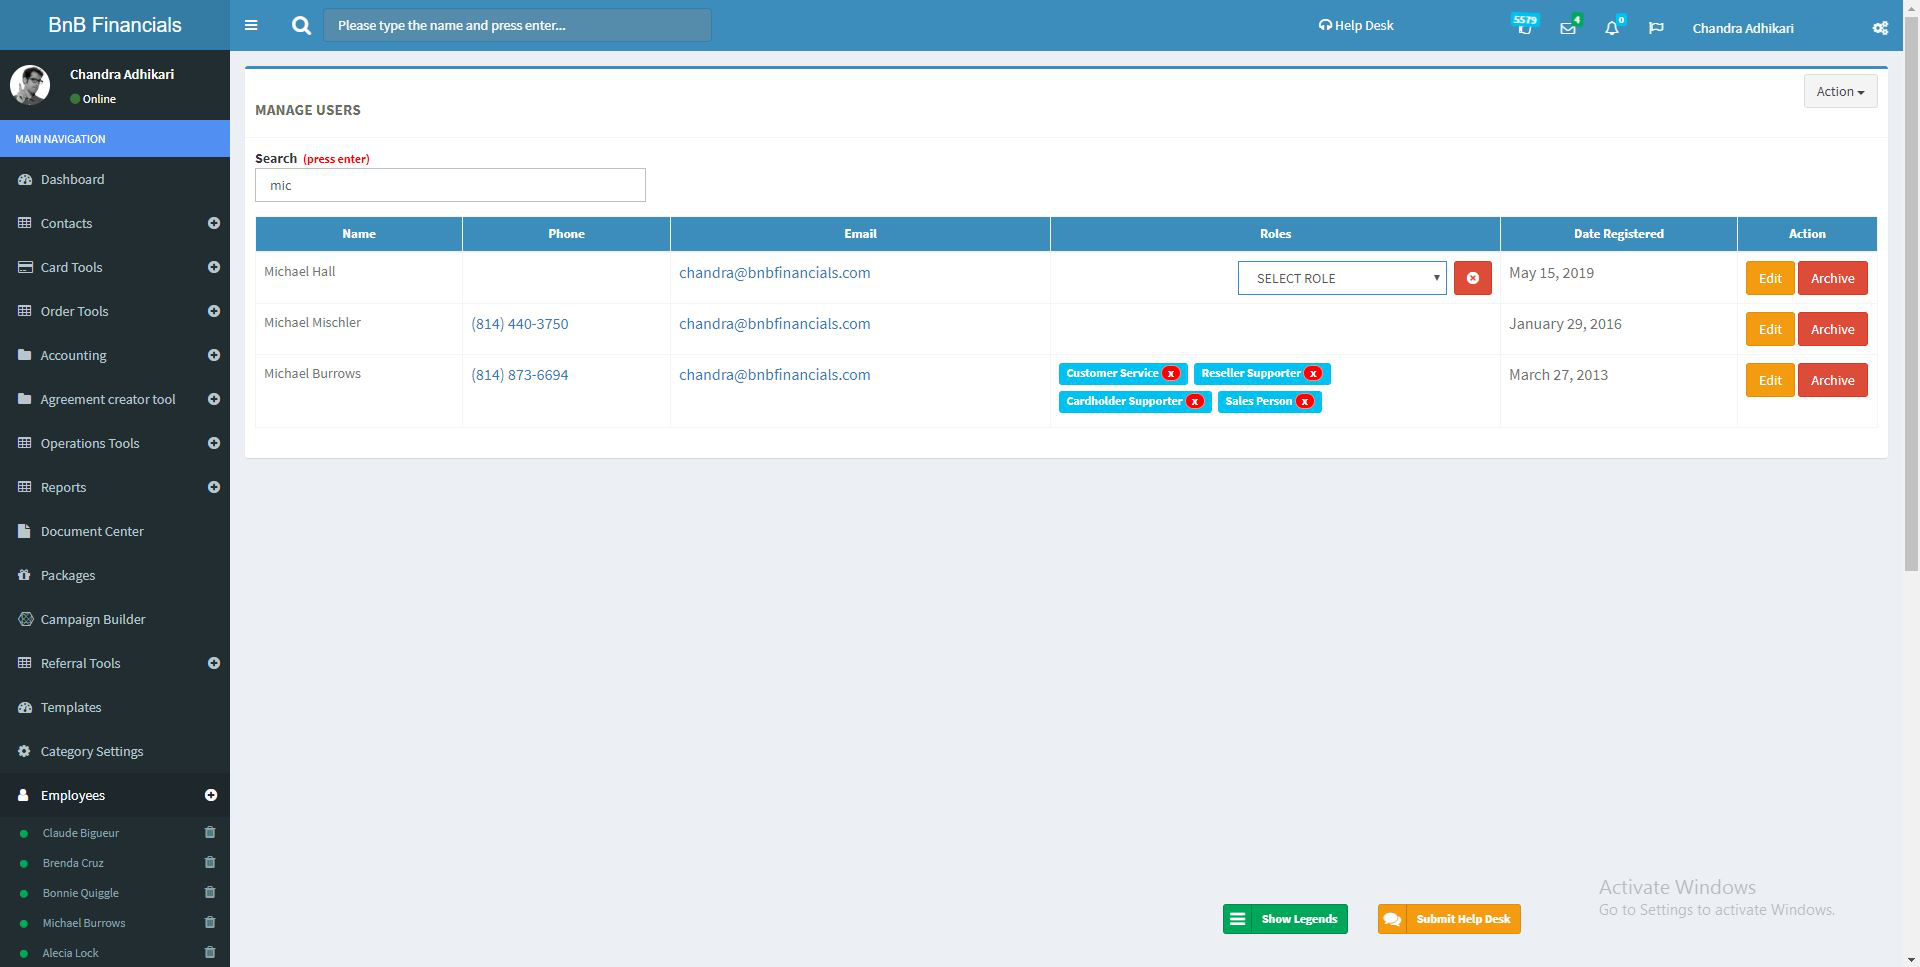 BnB Financials
Please type the name and press enter...
Help Desk
5579
4
0
Chandra Adhikari
Chandra Adhikari
Online
MAIN NAVIGATION
Dashboard
Contacts
Card Tools
Order Tools
Accounting
Agreement creator tool
Operations Tools
Reports
Document Center
Packages
Campaign Builder
Referral Tools
Templates
Category Settings
Employees
Claude Bigueur
Brenda Cruz
Bonnie Quiggle
Michael Burrows
Alecia Lock
Action
MANAGE USERS
Search (press enter)
mic
Name Phone Email Roles Date Registered Action
Michael Hall chandra@bnbfinancials.com SELECT ROLE May 15, 2019 Edit Archive
Michael Mischler (814) 440-3750 chandra@bnbfinancials.com January 29, 2016 Edit Archive
Michael Burrows (814) 873-6694 chandra@bnbfinancials.com Customer Service x Reseller Supporter x March 27, 2013 Edit Archive
Cardholder Supporter x Sales Person x
Activate Windows
Go to Settings to activate Windows.
Show Legends
Submit Help Desk